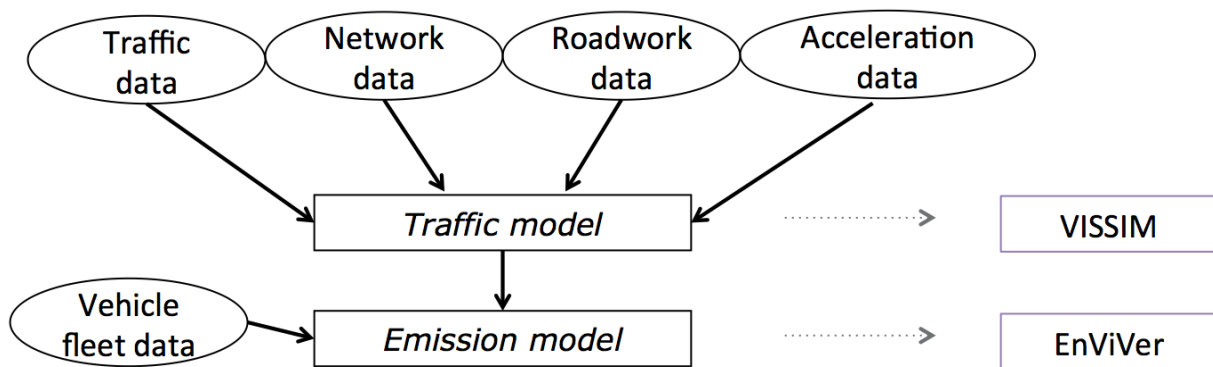 Traffic
data
Network
data
Roadwork
data
Acceleration
data
Traffic model
VISSIM
Vehicle
fleet data
Emission model
EnViVer